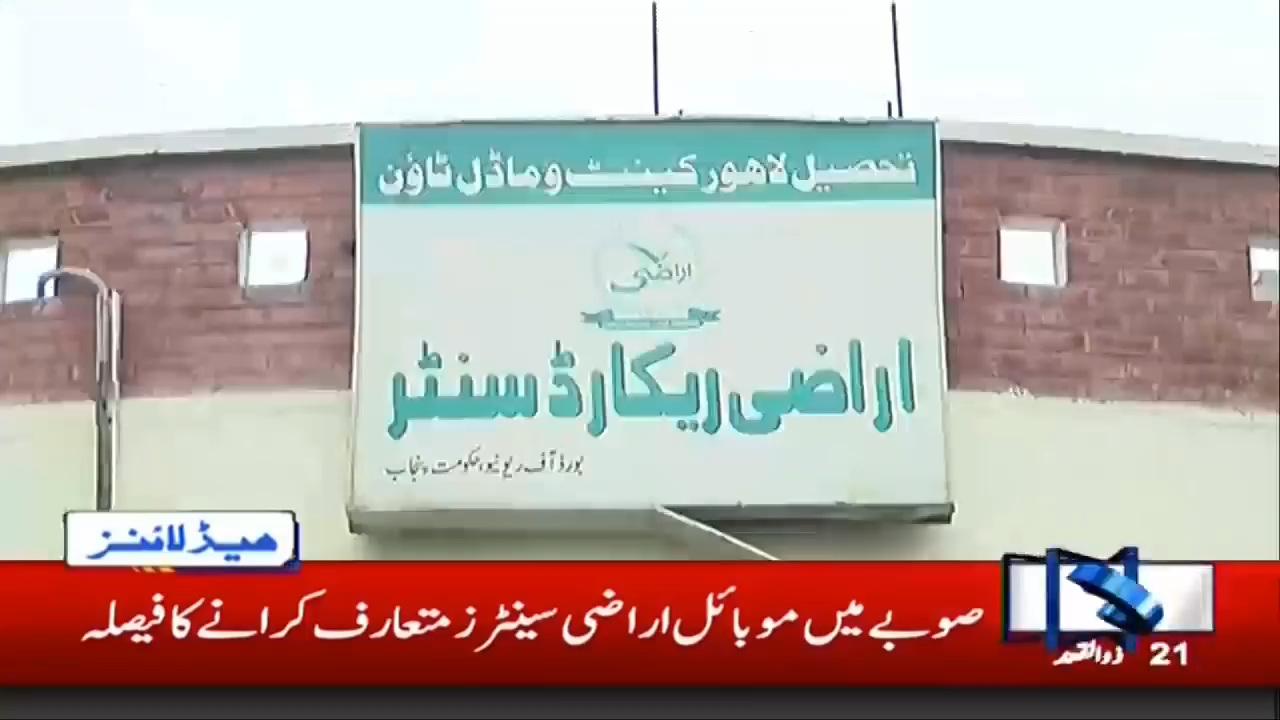 تحصیل لاہور کینٹ و ماڈل ٹاؤن
اراضی
اراضی ریکارڈ سنٹر
بورڈ آف ریونیو، حکومت پنجاب
ہیڈ لائنز
صوبے میں موبائل اراضی سینٹرز متعارف کرانے کا فیصلہ
21 ذوالقعد